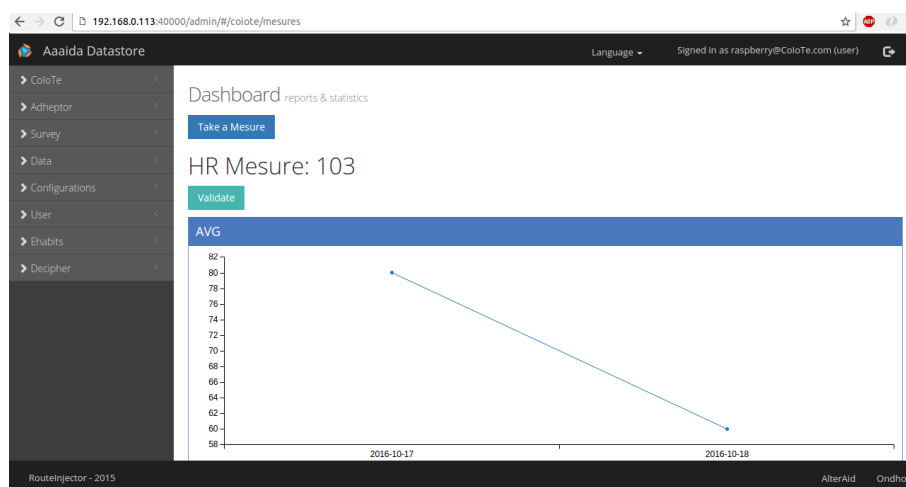 192.168.0.113:40000/admin/#/coiote/mesures
ABP
Aaaida Datastore
Language
Signed in as raspberry@ColoTe.com (user)
ColoTe
Adheptor
Survey
Data
Configurations
User
Ehabits
Decipher
Dashboard reports & statistics
Take a Mesure
HR Mesure: 103
Validate
AVG
82
80
78
76
74
72
70
68
66
64
62
60
58
2016-10-17
2016-10-18
RouteInjector - 2015
AlterAid
Ondho